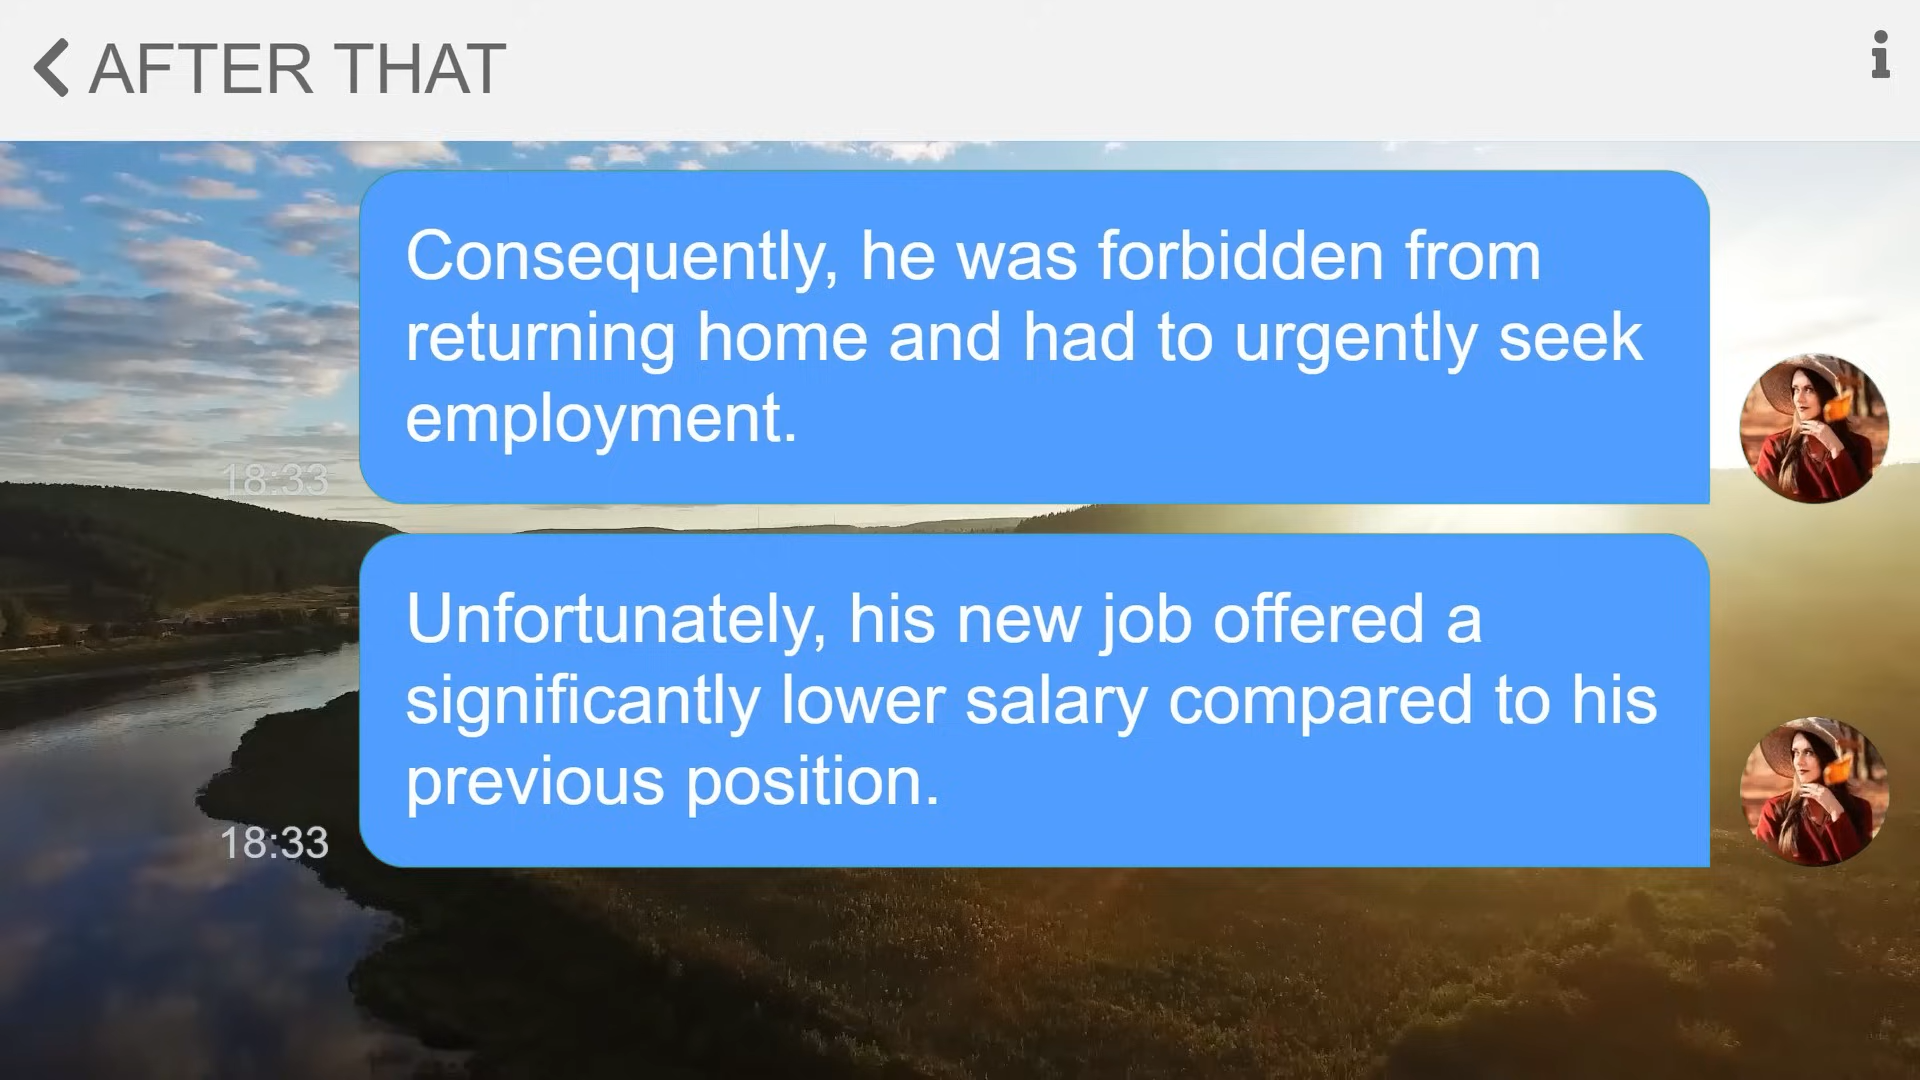 AFTER THAT
Consequently, he was forbidden from
returning home and had to urgently seek
employment.
18:33
Unfortunately, his new job offered a
significantly lower salary compared to his
previous position.
18:33